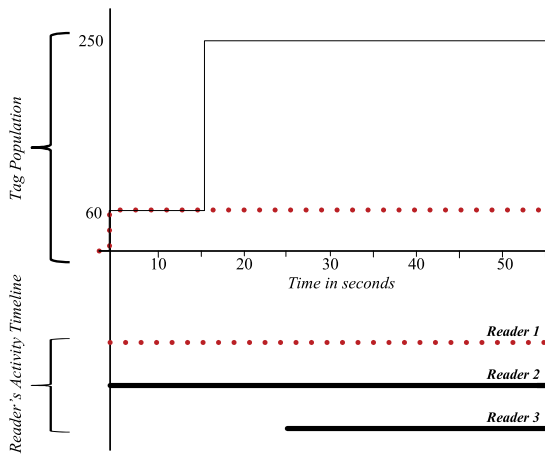 250
60
Tag Population
10
20
30
40
50
Time in seconds
Reader's Activity Timeline
Reader 1
Reader 2
Reader 3